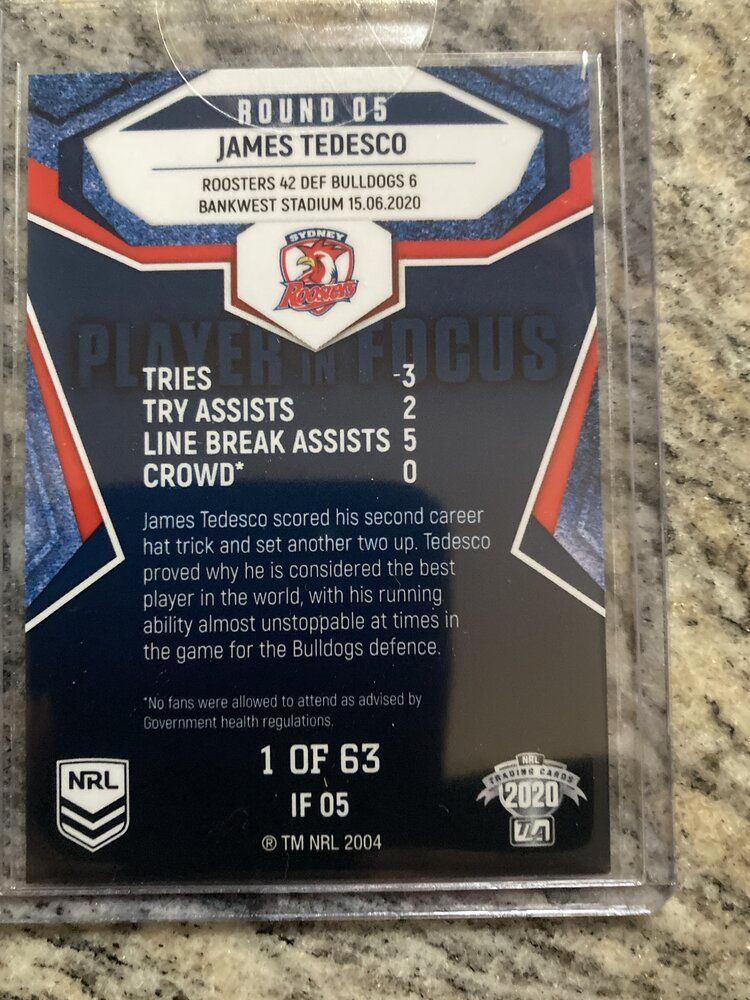 ROUND 05
JAMES TEDESCO
ROOSTERS 42 DEF BULLDOGS 6
BANKWEST STADIUM 15.06.2020
SYDNEY
ROOSTERS
PLAYER IN FOCUS
TRIES 3
TRY ASSISTS 2
LINE BREAK ASSISTS 5
CROWD* 0
James Tedesco scored his second career
hat trick and set another two up. Tedesco
proved why he is considered the best
player in the world, with his running
ability almost unstoppable at times in
the game for the Bulldogs defence.
*No fans were allowed to attend as advised by
Government health regulations.
1 OF 63
IF 05
® TM NRL 2004
NRL
NRL
TRADING CARDS
2020
TLA